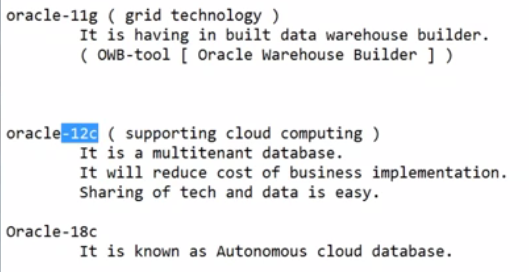 oracle-11g ( grid technology )
It is having in built data warehouse builder.
( OWB-tool [ Oracle Warehouse Builder ] )
oracle-12c ( supporting cloud computing )
It is a multitenant database.
It will reduce cost of business implementation.
Sharing of tech and data is easy.
Oracle-18c
It is known as Autonomous cloud database.